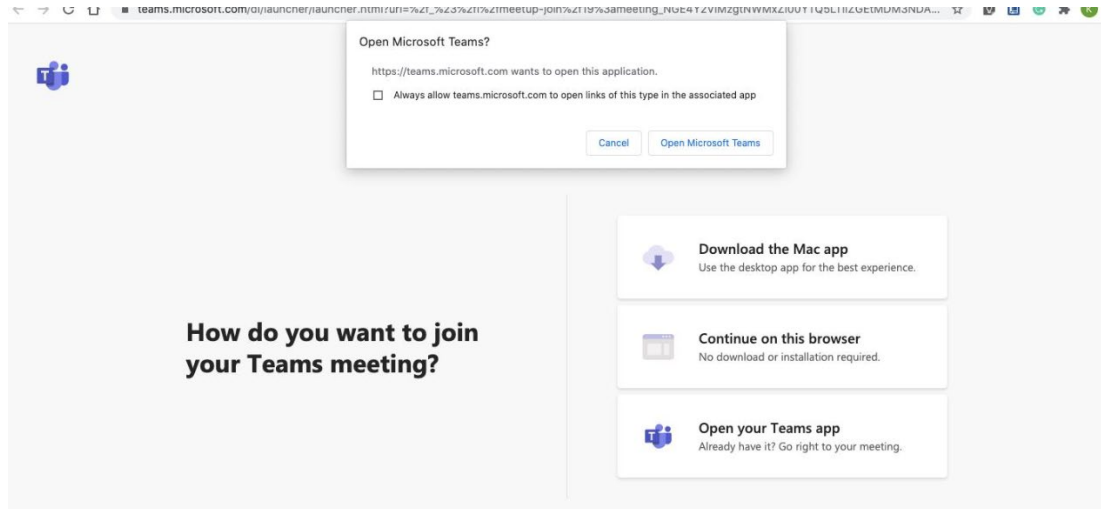 teams.microsoft.com/dl/launcher/launcher.html?url=%2f_%23%2fl%2fmeetup-join%2f19%3ameeting_
Open Microsoft Teams?
https://teams.microsoft.com wants to open this application.
Always allow teams.microsoft.com to open links of this type in the associated app
Cancel
Open Microsoft Teams
Download the Mac app
Use the desktop app for the best experience.
How do you want to join
your Teams meeting?
Continue on this browser
No download or installation required.
Open your Teams app
Already have it? Go right to your meeting.